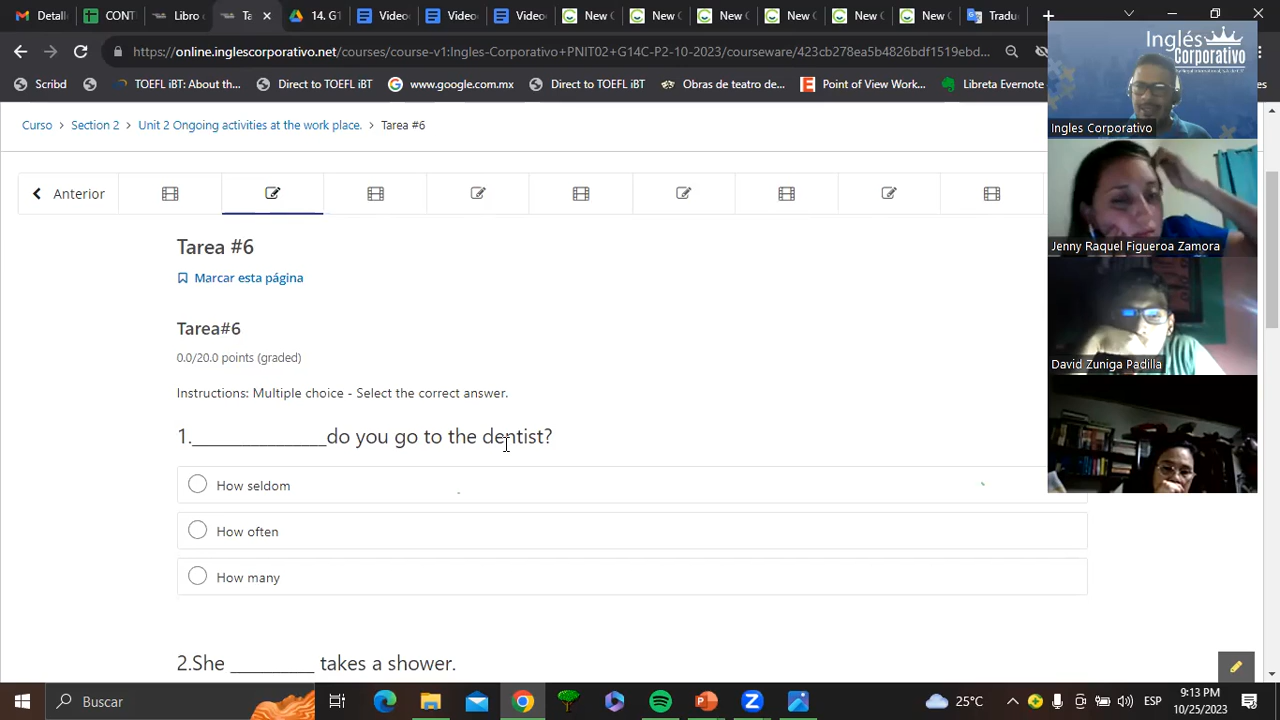 CONT
Libro
Ta
14. G
Video
Video
Video
New C
New C
New C
New C
New C
New C
Tradu
https://online.inglescorporativo.net/courses/course-v1:Ingles-Corporativo+PNIT02+G14C-P2-10-2023/courseware/423cb278ea5b4826bdf1519ebd...
Scribd
TOEFL iBT: About the...
Direct to TOEFL iBT:
www.google.com.mx
Direct to TOEFL iBT:
Obras de teatro de...
Point of View Work...
Libreta Evernote
Inglés
Corporativo
Ingles Corporativo
Curso > Section 2 > Unit 2 Ongoing activities at the work place. > Tarea #6
Anterior
Jenny Raquel Figueroa Zamora
Tarea #6
Marcar esta página
Tarea#6
0.0/20.0 points (graded)
David Zuniga Padilla
Instructions: Multiple choice - Select the correct answer.
1.______________do you go to the dentist?
How seldom
How often
How many
2.She _________ takes a shower.
Buscar
25°C
ESP
9:13 PM
10/25/2023